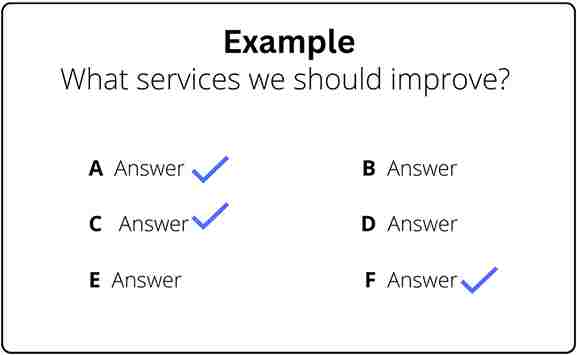 Example
What services we should improve?
A Answer B Answer
C Answer D Answer
E Answer F Answer